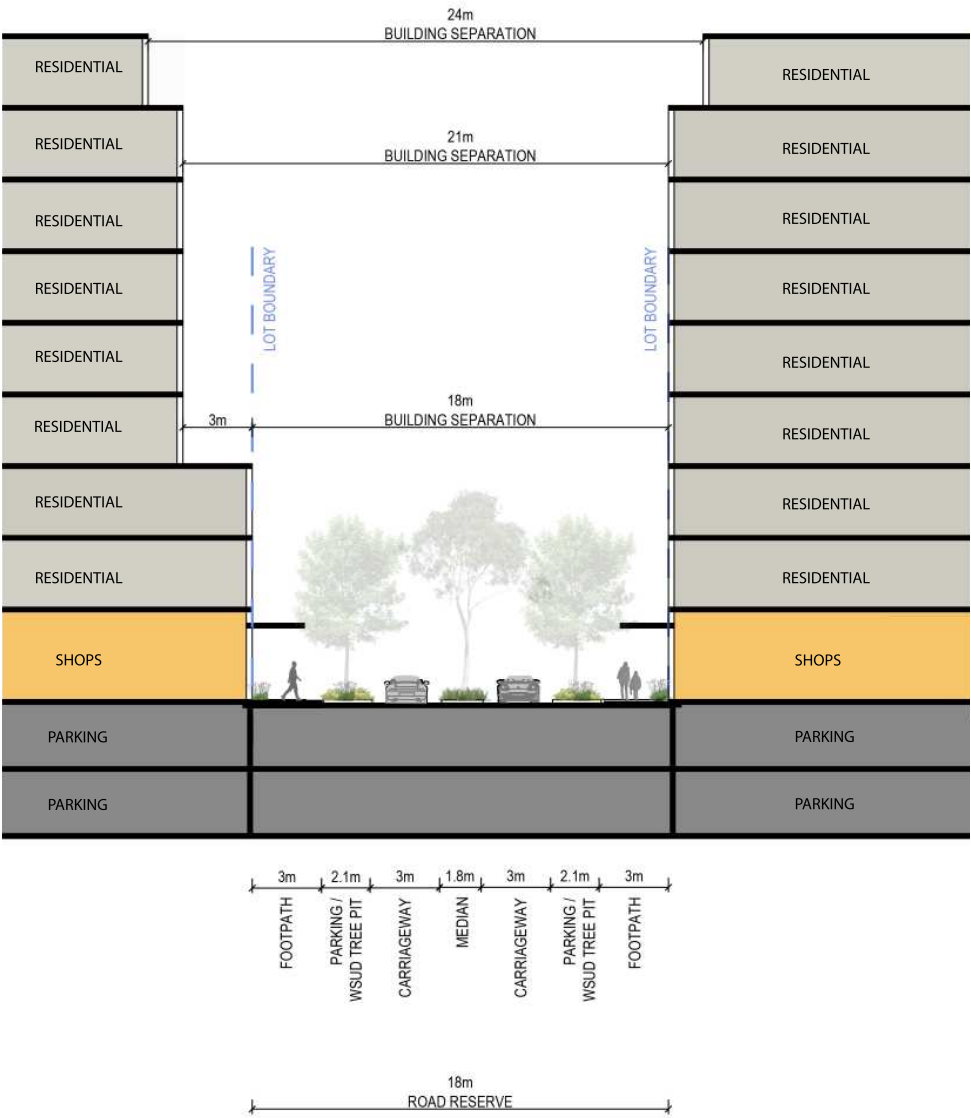 24m
BUILDING SEPARATION
RESIDENTIAL
RESIDENTIAL
21m
BUILDING SEPARATION
RESIDENTIAL
RESIDENTIAL
RESIDENTIAL
RESIDENTIAL
LOT BOUNDARY
LOT BOUNDARY
RESIDENTIAL
RESIDENTIAL
RESIDENTIAL
RESIDENTIAL
18m
3m
BUILDING SEPARATION
RESIDENTIAL
RESIDENTIAL
RESIDENTIAL
RESIDENTIAL
RESIDENTIAL
RESIDENTIAL
SHOPS
SHOPS
PARKING
PARKING
PARKING
PARKING
3m
2.1m
3m
1.8m
3m
2.1m
3m
FOOTPATH
PARKING /
WSUD TREE PIT
CARRIAGEWAY
MEDIAN
CARRIAGEWAY
PARKING /
WSUD TREE PIT
FOOTPATH
18m
ROAD RESERVE